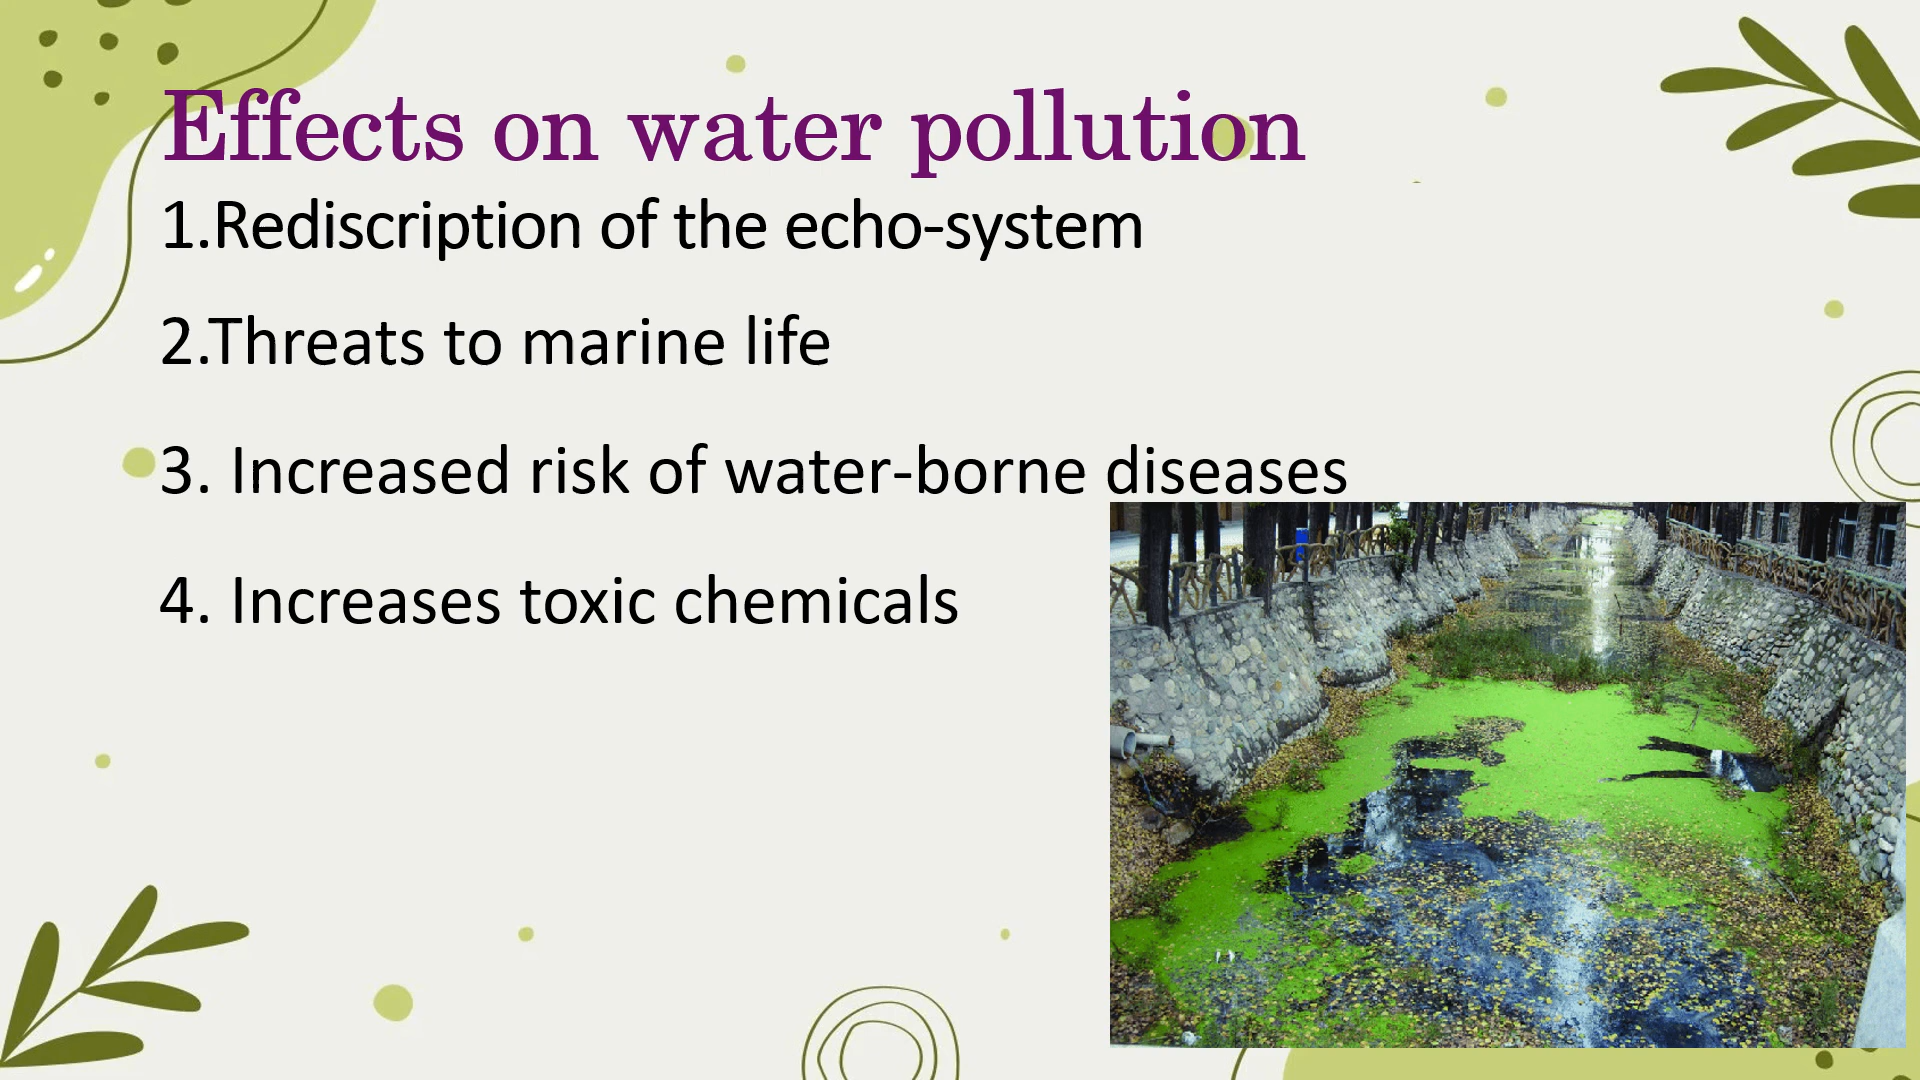 Effects on water pollution
1.Rediscription of the echo-system
2.Threats to marine life
3. Increased risk of water-borne diseases
4. Increases toxic chemicals